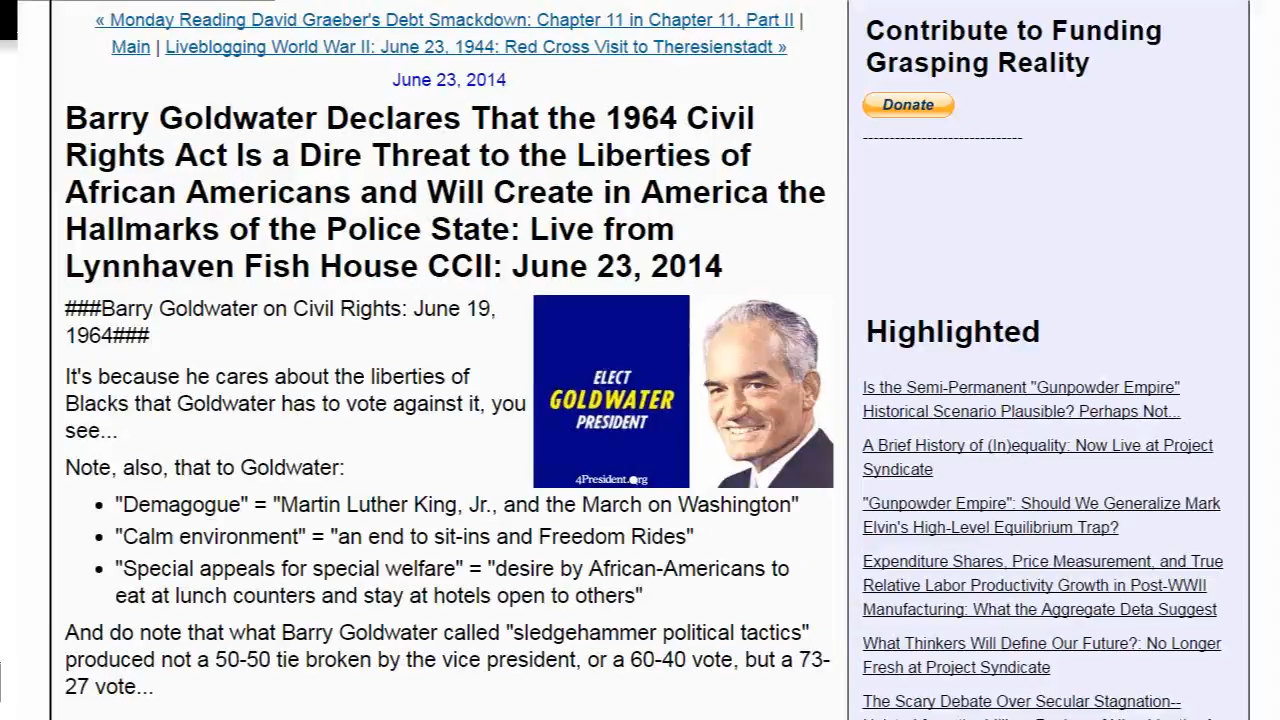 « Monday Reading David Graeber's Debt Smackdown: Chapter 11 in Chapter 11, Part II |
Main | Liveblogging World War II: June 23, 1944: Red Cross Visit to Theresienstadt »
June 23, 2014
Barry Goldwater Declares That the 1964 Civil
Rights Act Is a Dire Threat to the Liberties of
African Americans and Will Create in America the
Hallmarks of the Police State: Live from
Lynnhaven Fish House CCII: June 23, 2014
###Barry Goldwater on Civil Rights: June 19,
1964###
It's because he cares about the liberties of
Blacks that Goldwater has to vote against it, you
see...
Note, also, that to Goldwater:
ELECT
GOLDWATER
PRESIDENT
4President.org
• "Demagogue" = "Martin Luther King, Jr., and the March on Washington"
• "Calm environment" = "an end to sit-ins and Freedom Rides"
• "Special appeals for special welfare" = "desire by African-Americans to
eat at lunch counters and stay at hotels open to others"
And do note that what Barry Goldwater called "sledgehammer political tactics"
produced not a 50-50 tie broken by the vice president, or a 60-40 vote, but a 73-
27 vote...
Contribute to Funding
Grasping Reality
Donate
-----------------------------
Highlighted
Is the Semi-Permanent "Gunpowder Empire"
Historical Scenario Plausible? Perhaps Not...
A Brief History of (In)equality: Now Live at Project
Syndicate
"Gunpowder Empire": Should We Generalize Mark
Elvin's High-Level Equilibrium Trap?
Expenditure Shares, Price Measurement, and True
Relative Labor Productivity Growth in Post-WWII
Manufacturing: What the Aggregate Deta Suggest
What Thinkers Will Define Our Future?: No Longer
Fresh at Project Syndicate
The Scary Debate Over Secular Stagnation--